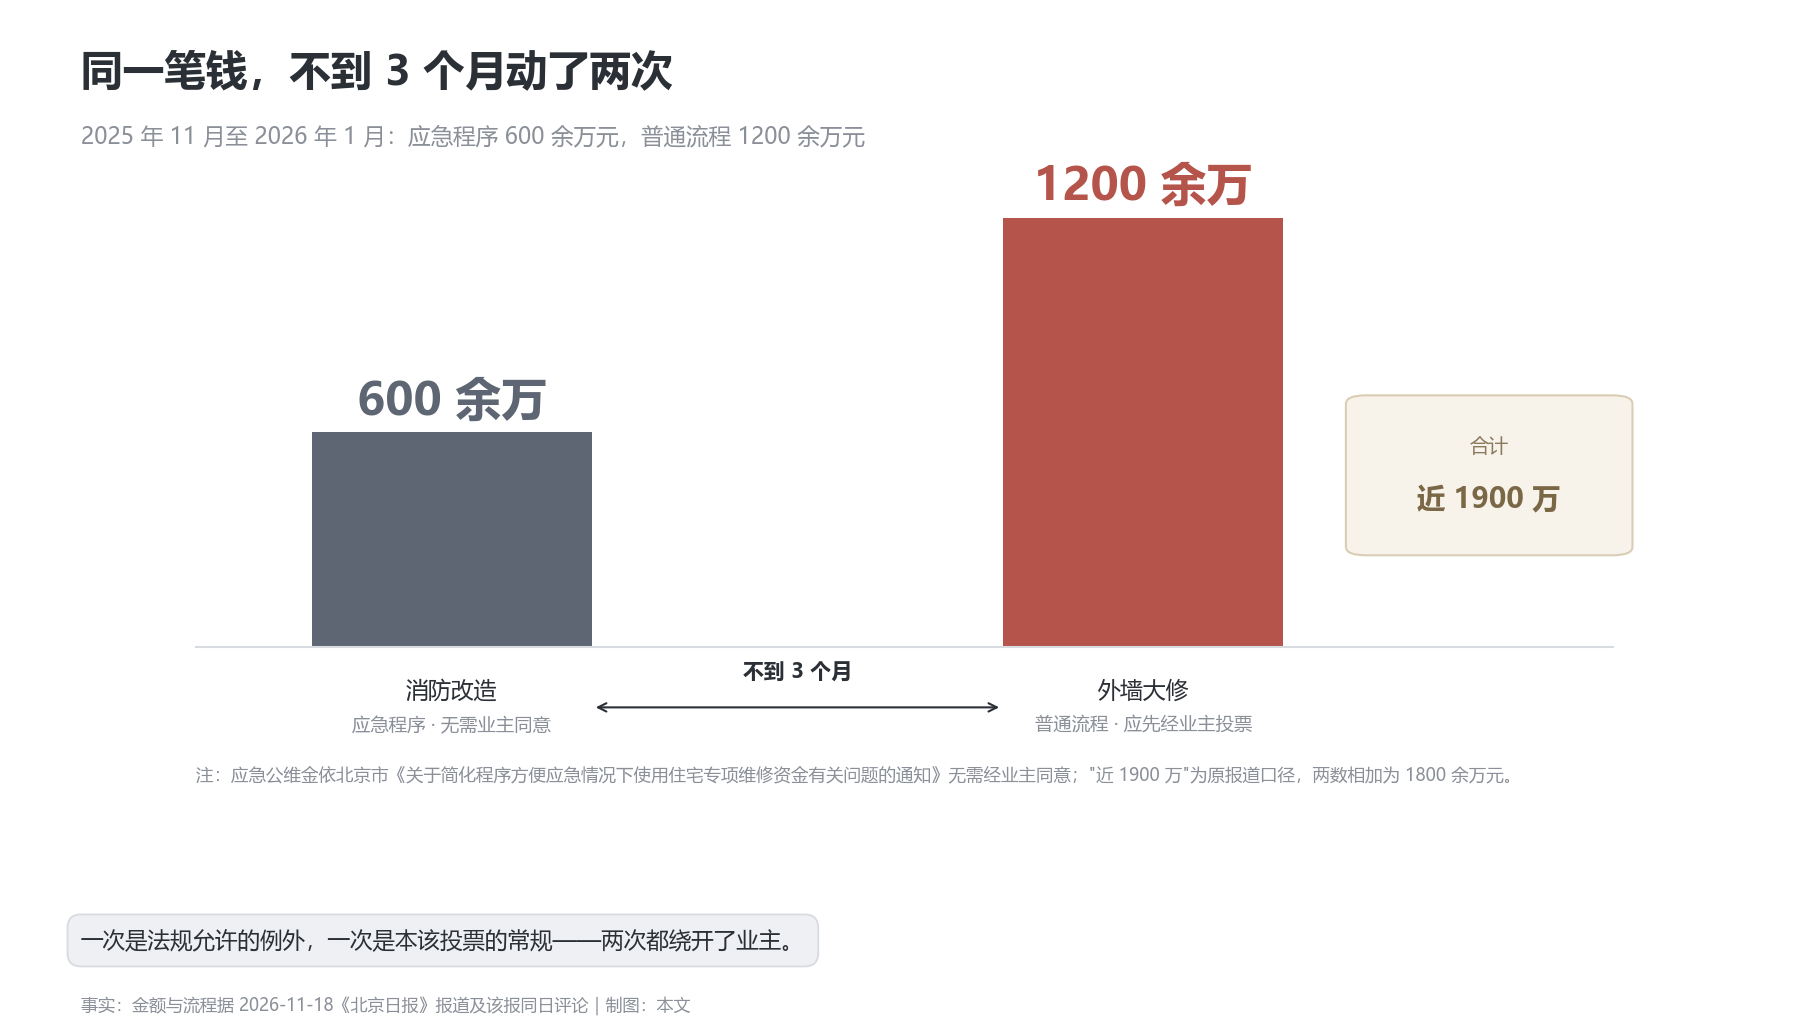 同一笔钱，不到 3 个月动了两次
2025 年 11 月至 2026 年 1 月：应急程序 600 余万元，普通流程 1200 余万元
1200 余万
600 余万
合计
近 1900 万
不到 3 个月
消防改造
外墙大修
应急程序 · 无需业主同意
普通流程 · 应先经业主投票
注：应急公维金依北京市《关于简化程序方便应急情况下使用住宅专项维修资金有关问题的通知》无需经业主同意；"近 1900 万"为原报道口径，两数相加为 1800 余万元。
一次是法规允许的例外，一次是本该投票的常规——两次都绕开了业主。
事实：金额与流程据 2026-11-18《北京日报》报道及该报同日评论 | 制图：本文